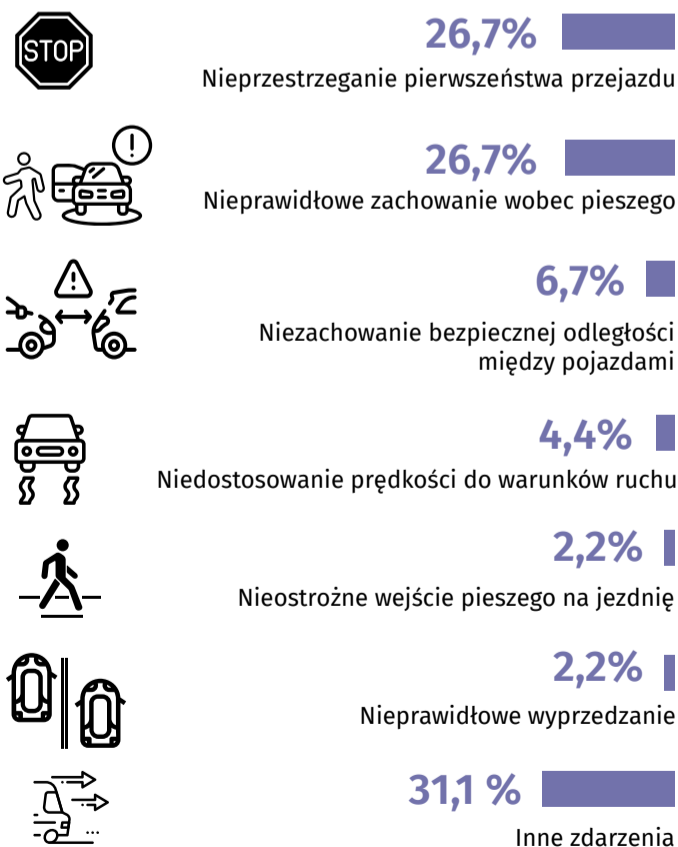 STOP
26,7%
Nieprzestrzeganie pierwszeństwa przejazdu
26,7%
Nieprawidłowe zachowanie wobec pieszego
6,7%
Niezachowanie bezpiecznej odległości
między pojazdami
4,4%
Niedostosowanie prędkości do warunków ruchu
2,2%
Nieostrożne wejście pieszego na jezdnię
2,2%
Nieprawidłowe wyprzedzanie
31,1 %
Inne zdarzenia